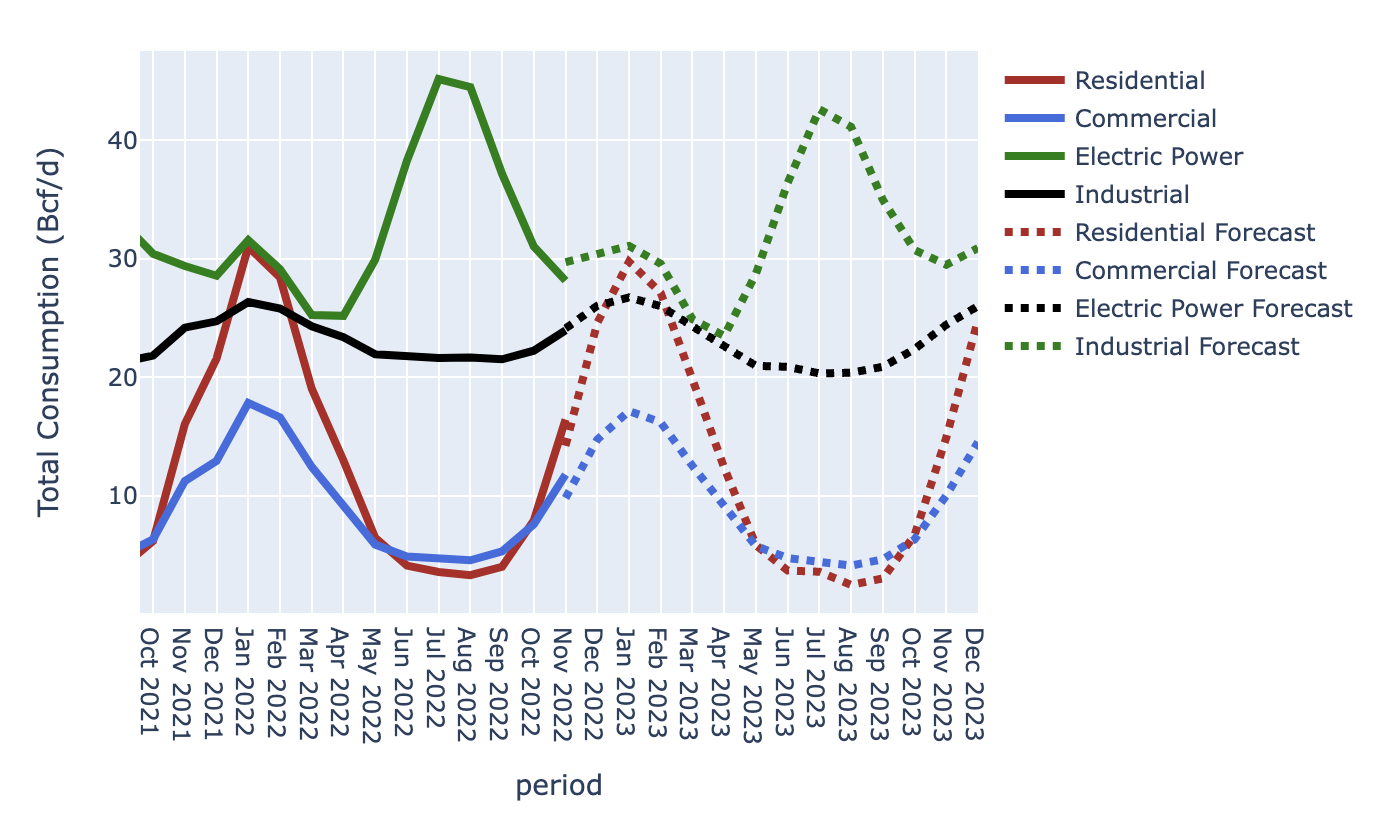 Total Consumption (Bcf/d)
40
30
20
10
Oct 2021
Nov 2021
Dec 2021
Jan 2022
Feb 2022
Mar 2022
Apr 2022
May 2022
Jun 2022
Jul 2022
Aug 2022
Sep 2022
Oct 2022
Nov 2022
Dec 2022
Jan 2023
Feb 2023
Mar 2023
Apr 2023
May 2023
Jun 2023
Jul 2023
Aug 2023
Sep 2023
Oct 2023
Nov 2023
Dec 2023
period
Residential
Commercial
Electric Power
Industrial
Residential Forecast
Commercial Forecast
Electric Power Forecast
Industrial Forecast